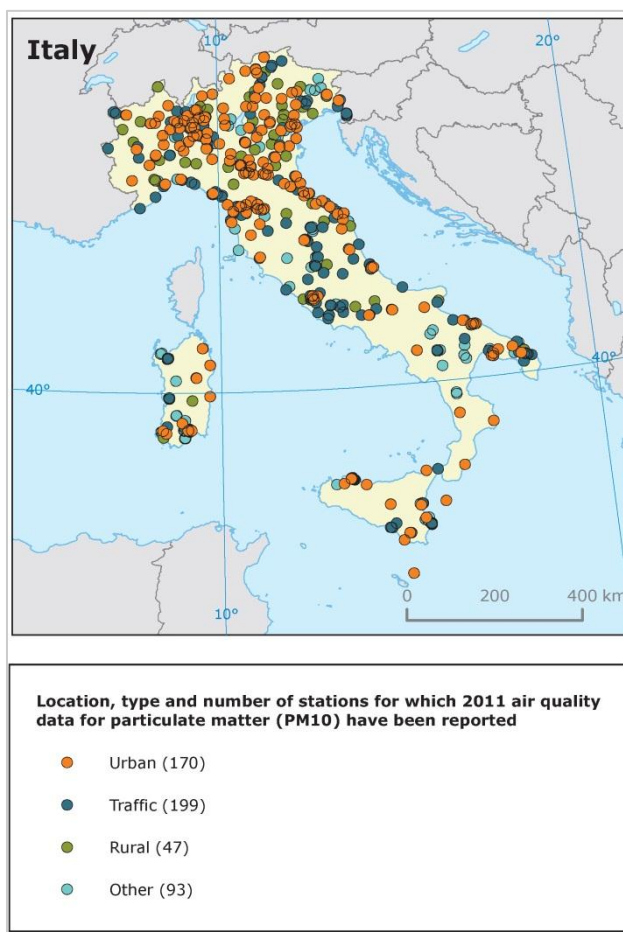 Italy
10°
20°
40°
40°
10°
0 200 400 km
Location, type and number of stations for which 2011 air quality
data for particulate matter (PM10) have been reported
Urban (170)
Traffic (199)
Rural (47)
Other (93)